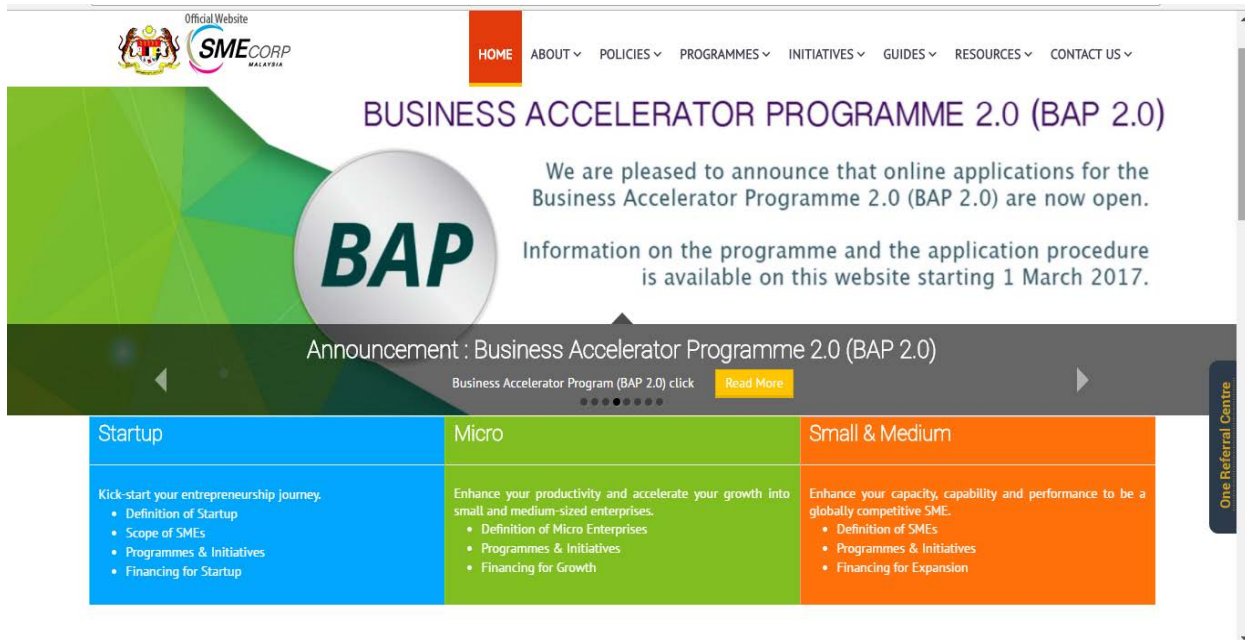 Official Website
SMECORP
MALAYSIA
HOME ABOUT POLICIES PROGRAMMES INITIATIVES GUIDES RESOURCES CONTACT US
BUSINESS ACCELERATOR PROGRAMME 2.0 (BAP 2.0)
We are pleased to announce that online applications for the
Business Accelerator Programme 2.0 (BAP 2.0) are now open.
BAP
Information on the programme and the application procedure
is available on this website starting 1 March 2017.
Announcement : Business Accelerator Programme 2.0 (BAP 2.0)
Business Accelerator Program (BAP 2.0) click Read More
One Referral Centre
Startup
Kick-start your entrepreneurship journey.
• Definition of Startup
• Scope of SMEs
• Programmes & Initiatives
• Financing for Startup
Micro
Enhance your productivity and accelerate your growth into
small and medium-sized enterprises.
• Definition of Micro Enterprises
• Programmes & Initiatives
• Financing for Growth
Small & Medium
Enhance your capacity, capability and performance to be a
globally competitive SME.
• Definition of SMEs
• Programmes & Initiatives
• Financing for Expansion